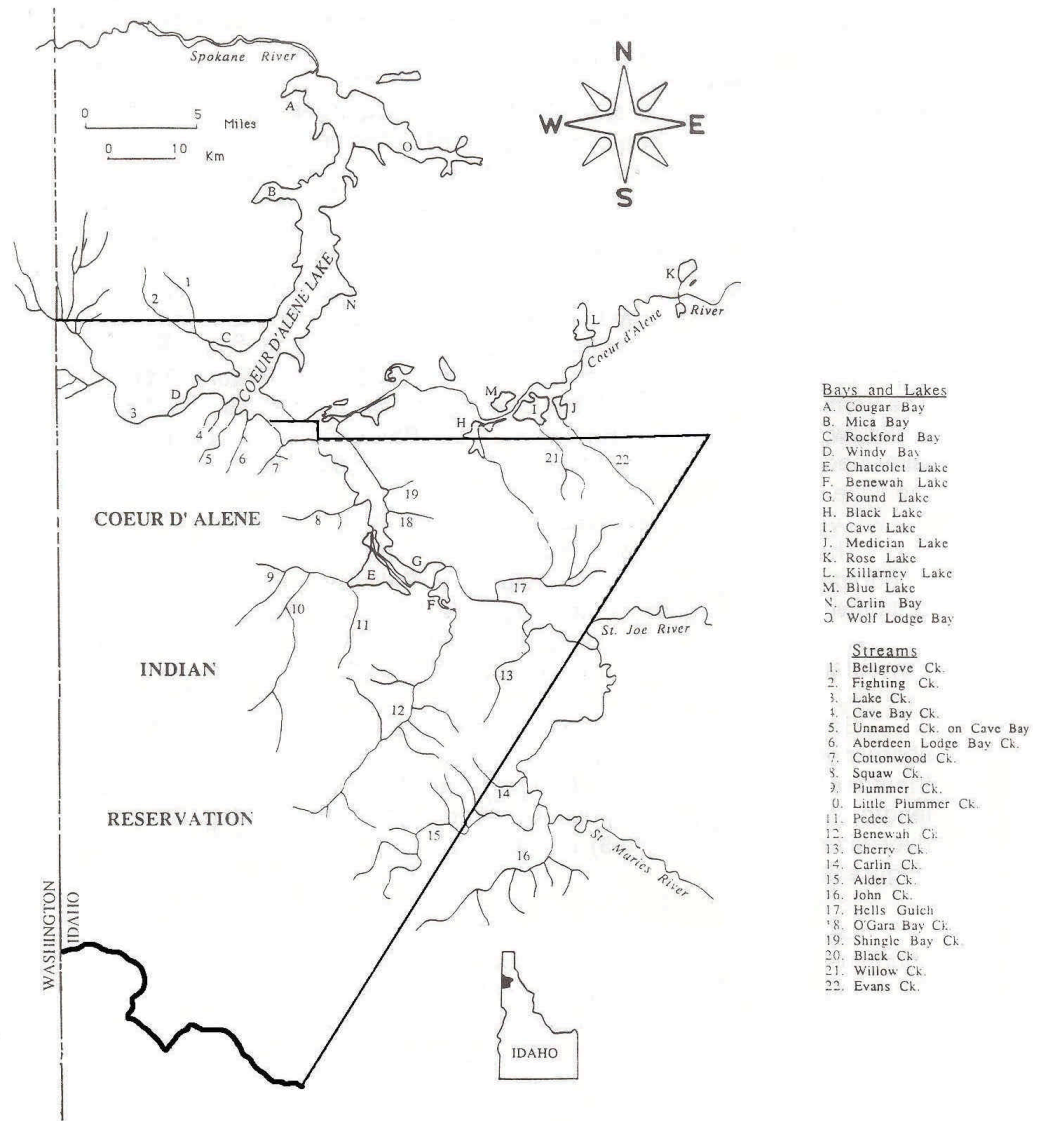 Spokane River
N
W E
S
0 5 Miles
0 10 Km
A
O
B
1
2
N
K
L
River
Coeur d'Alene
COEUR D'ALENE LAKE
C
D
3
M
I
J
H
4
5
6
7
21
22
19
18
8
COEUR D' ALENE
G
E
F
9
10
11
17
St. Joe River
INDIAN
13
12
14
RESERVATION
15
16
St. Maries River
WASHINGTON
IDAHO
IDAHO
Bays and Lakes
A. Cougar Bay
B. Mica Bay
C. Rockford Bay
D. Windy Bay
E. Chatcolet Lake
F. Benewah Lake
G. Round Lake
H. Black Lake
I. Cave Lake
J. Medician Lake
K. Rose Lake
L. Killarney Lake
M. Blue Lake
N. Carlin Bay
O. Wolf Lodge Bay
Streams
1. Bellgrove Ck.
2. Fighting Ck.
3. Lake Ck.
4. Cave Bay Ck.
5. Unnamed Ck. on Cave Bay
6. Aberdeen Lodge Bay Ck.
7. Cottonwood Ck.
8. Squaw Ck.
9. Plummer Ck.
0. Little Plummer Ck.
11. Pedee Ck
12. Benewah Ck
13. Cherry Ck.
14. Carlin Ck.
15. Alder Ck.
16. John Ck.
17. Hells Gulch
18. O'Gara Bay Ck.
19. Shingle Bay Ck.
20. Black Ck.
21. Willow Ck.
22. Evans Ck.